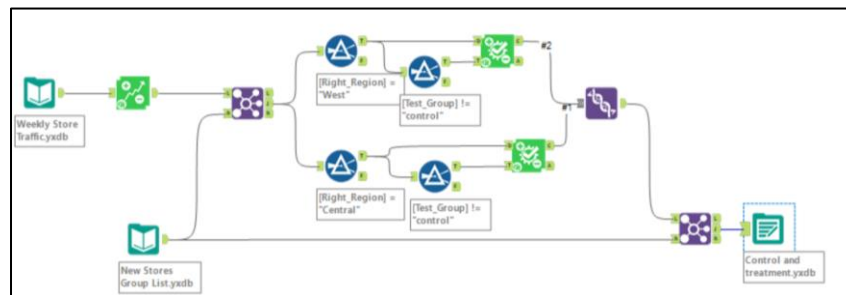 #2
[Right_Region] =
"West"
[Test_Group] !=
"control"
Weekly Store
Traffic.yxdb
#1
[Right_Region] =
"Central"
[Test_Group] !=
"control"
New Stores
Group List.yxdb
Control and
treatment.yxdb